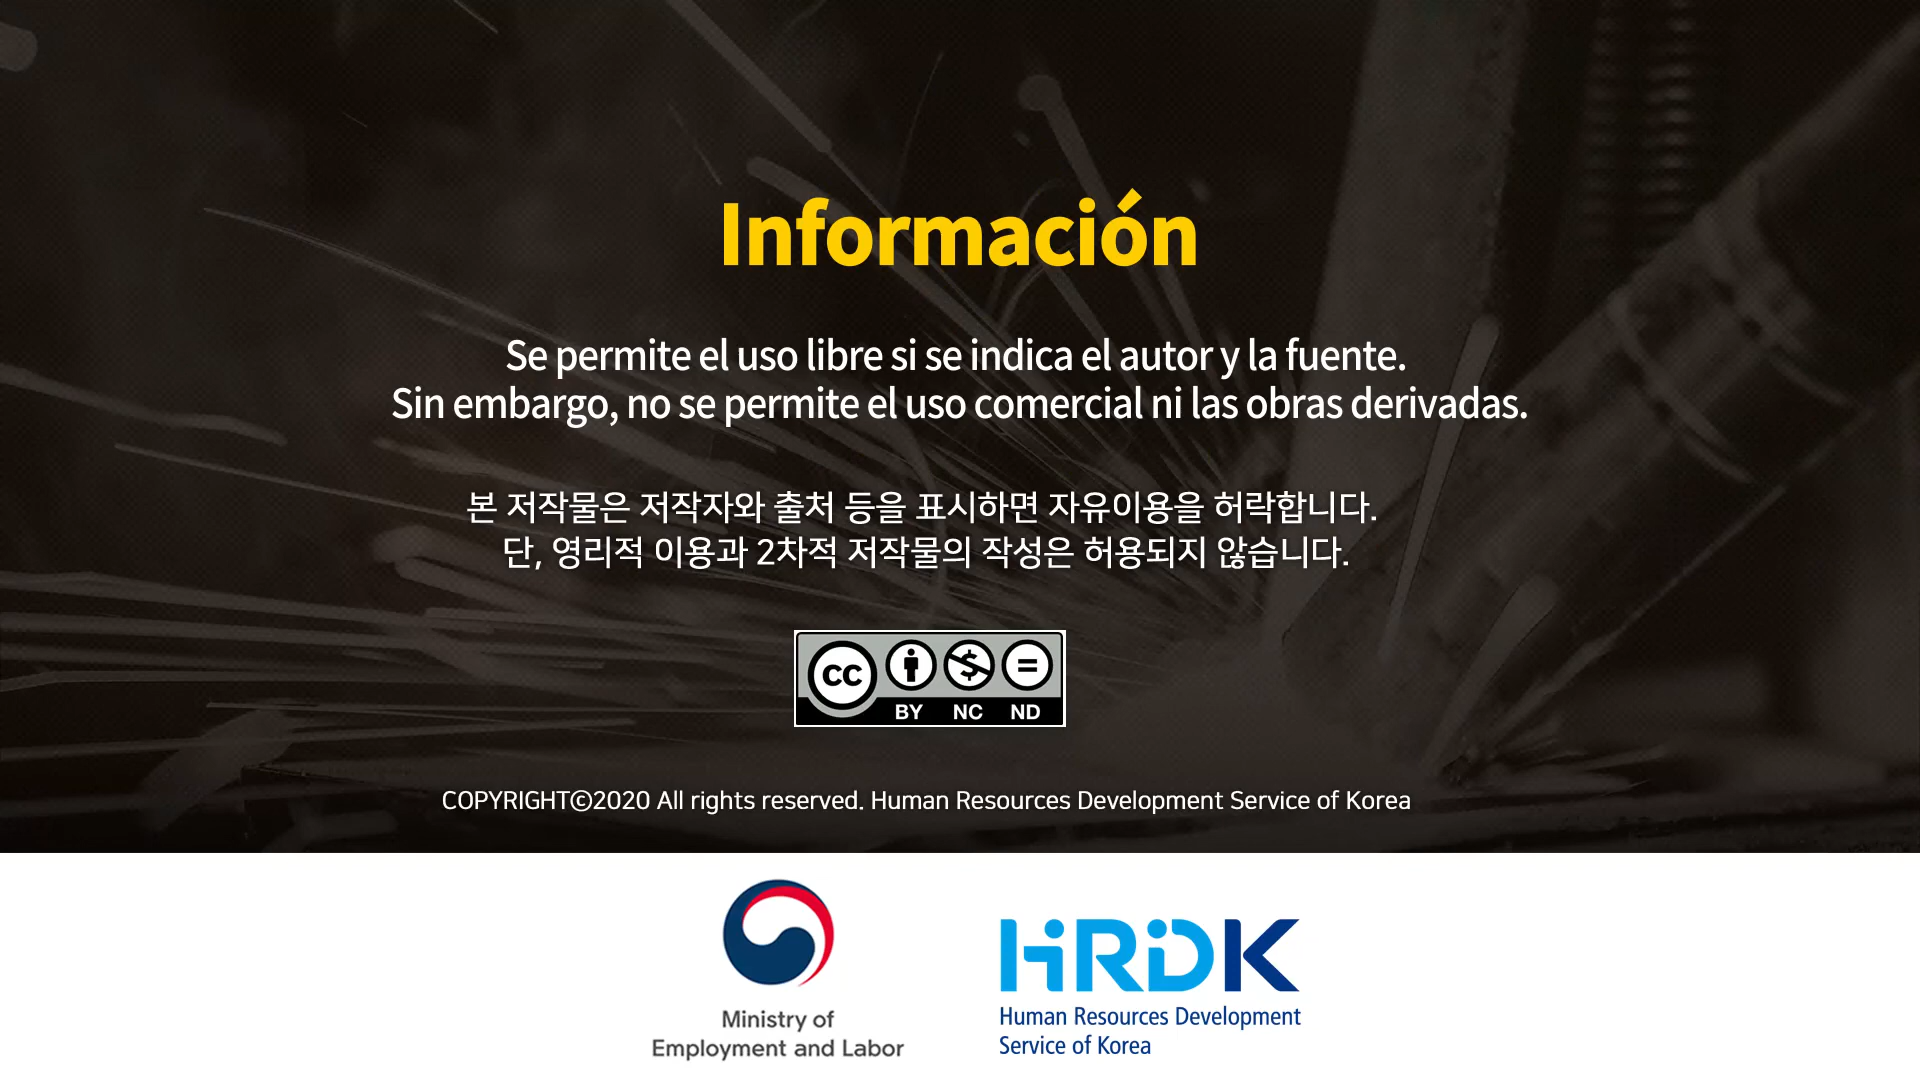 Información
Se permite el uso libre si se indica el autor y la fuente.
Sin embargo, no se permite el uso comercial ni las obras derivadas.
본 저작물은 저작자와 출처 등을 표시하면 자유이용을 허락합니다.
단, 영리적 이용과 2차적 저작물의 작성은 허용되지 않습니다.
cc
BY NC ND
COPYRIGHT©2020 All rights reserved. Human Resources Development Service of Korea
Ministry of
Employment and Labor
HRDK
Human Resources Development
Service of Korea